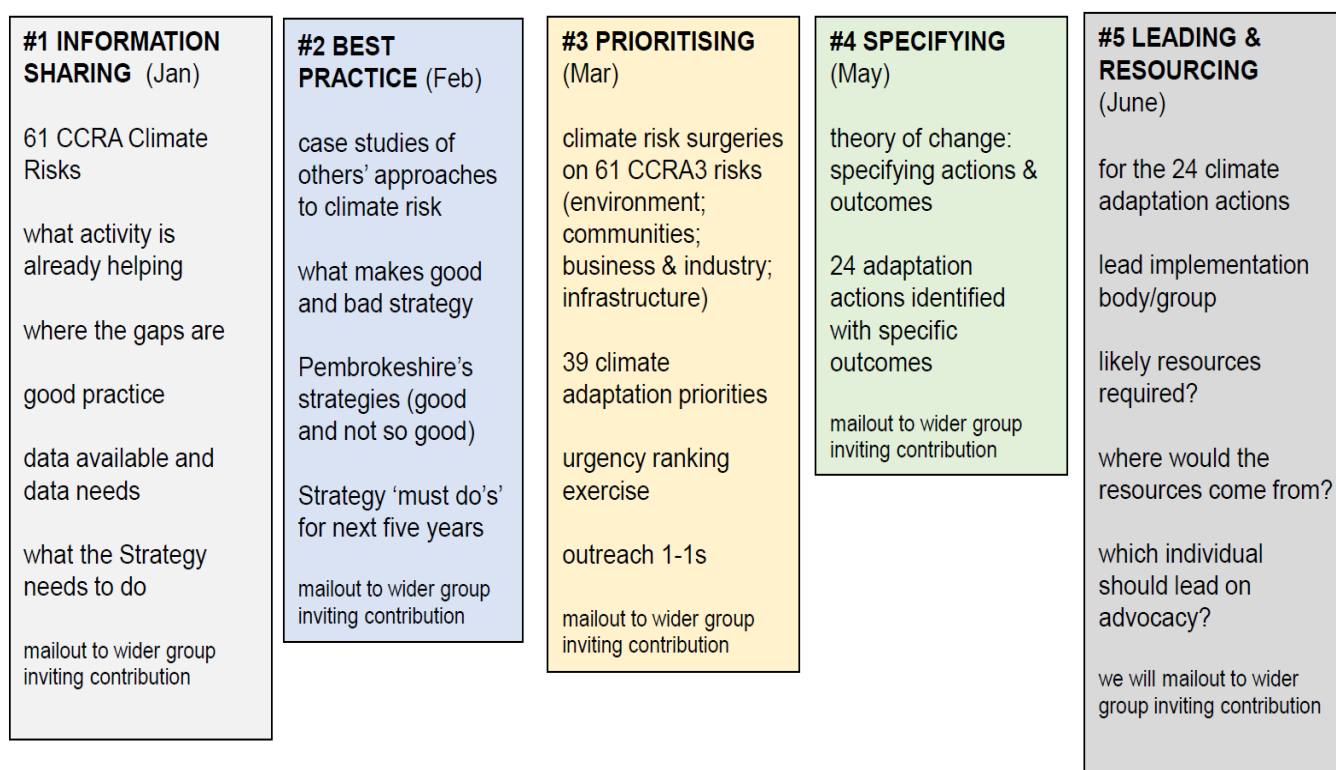 #1 INFORMATION
SHARING (Jan)
61 CCRA Climate
Risks
what activity is
already helping
where the gaps are
good practice
data available and
data needs
what the Strategy
needs to do
mailout to wider group
inviting contribution
#2 BEST
PRACTICE (Feb)
case studies of
others’ approaches
to climate risk
what makes good
and bad strategy
Pembrokeshire’s
strategies (good
and not so good)
Strategy ‘must do’s’
for next five years
mailout to wider group
inviting contribution
#3 PRIORITISING
(Mar)
climate risk surgeries
on 61 CCRA3 risks
(environment;
communities;
business & industry;
infrastructure)
39 climate
adaptation priorities
urgency ranking
exercise
outreach 1-1s
mailout to wider group
inviting contribution
#4 SPECIFYING
(May)
theory of change:
specifying actions &
outcomes
24 adaptation
actions identified
with specific
outcomes
mailout to wider group
inviting contribution
#5 LEADING &
RESOURCING
(June)
for the 24 climate
adaptation actions
lead implementation
body/group
likely resources
required?
where would the
resources come from?
which individual
should lead on
advocacy?
we will mailout to wider
group inviting contribution